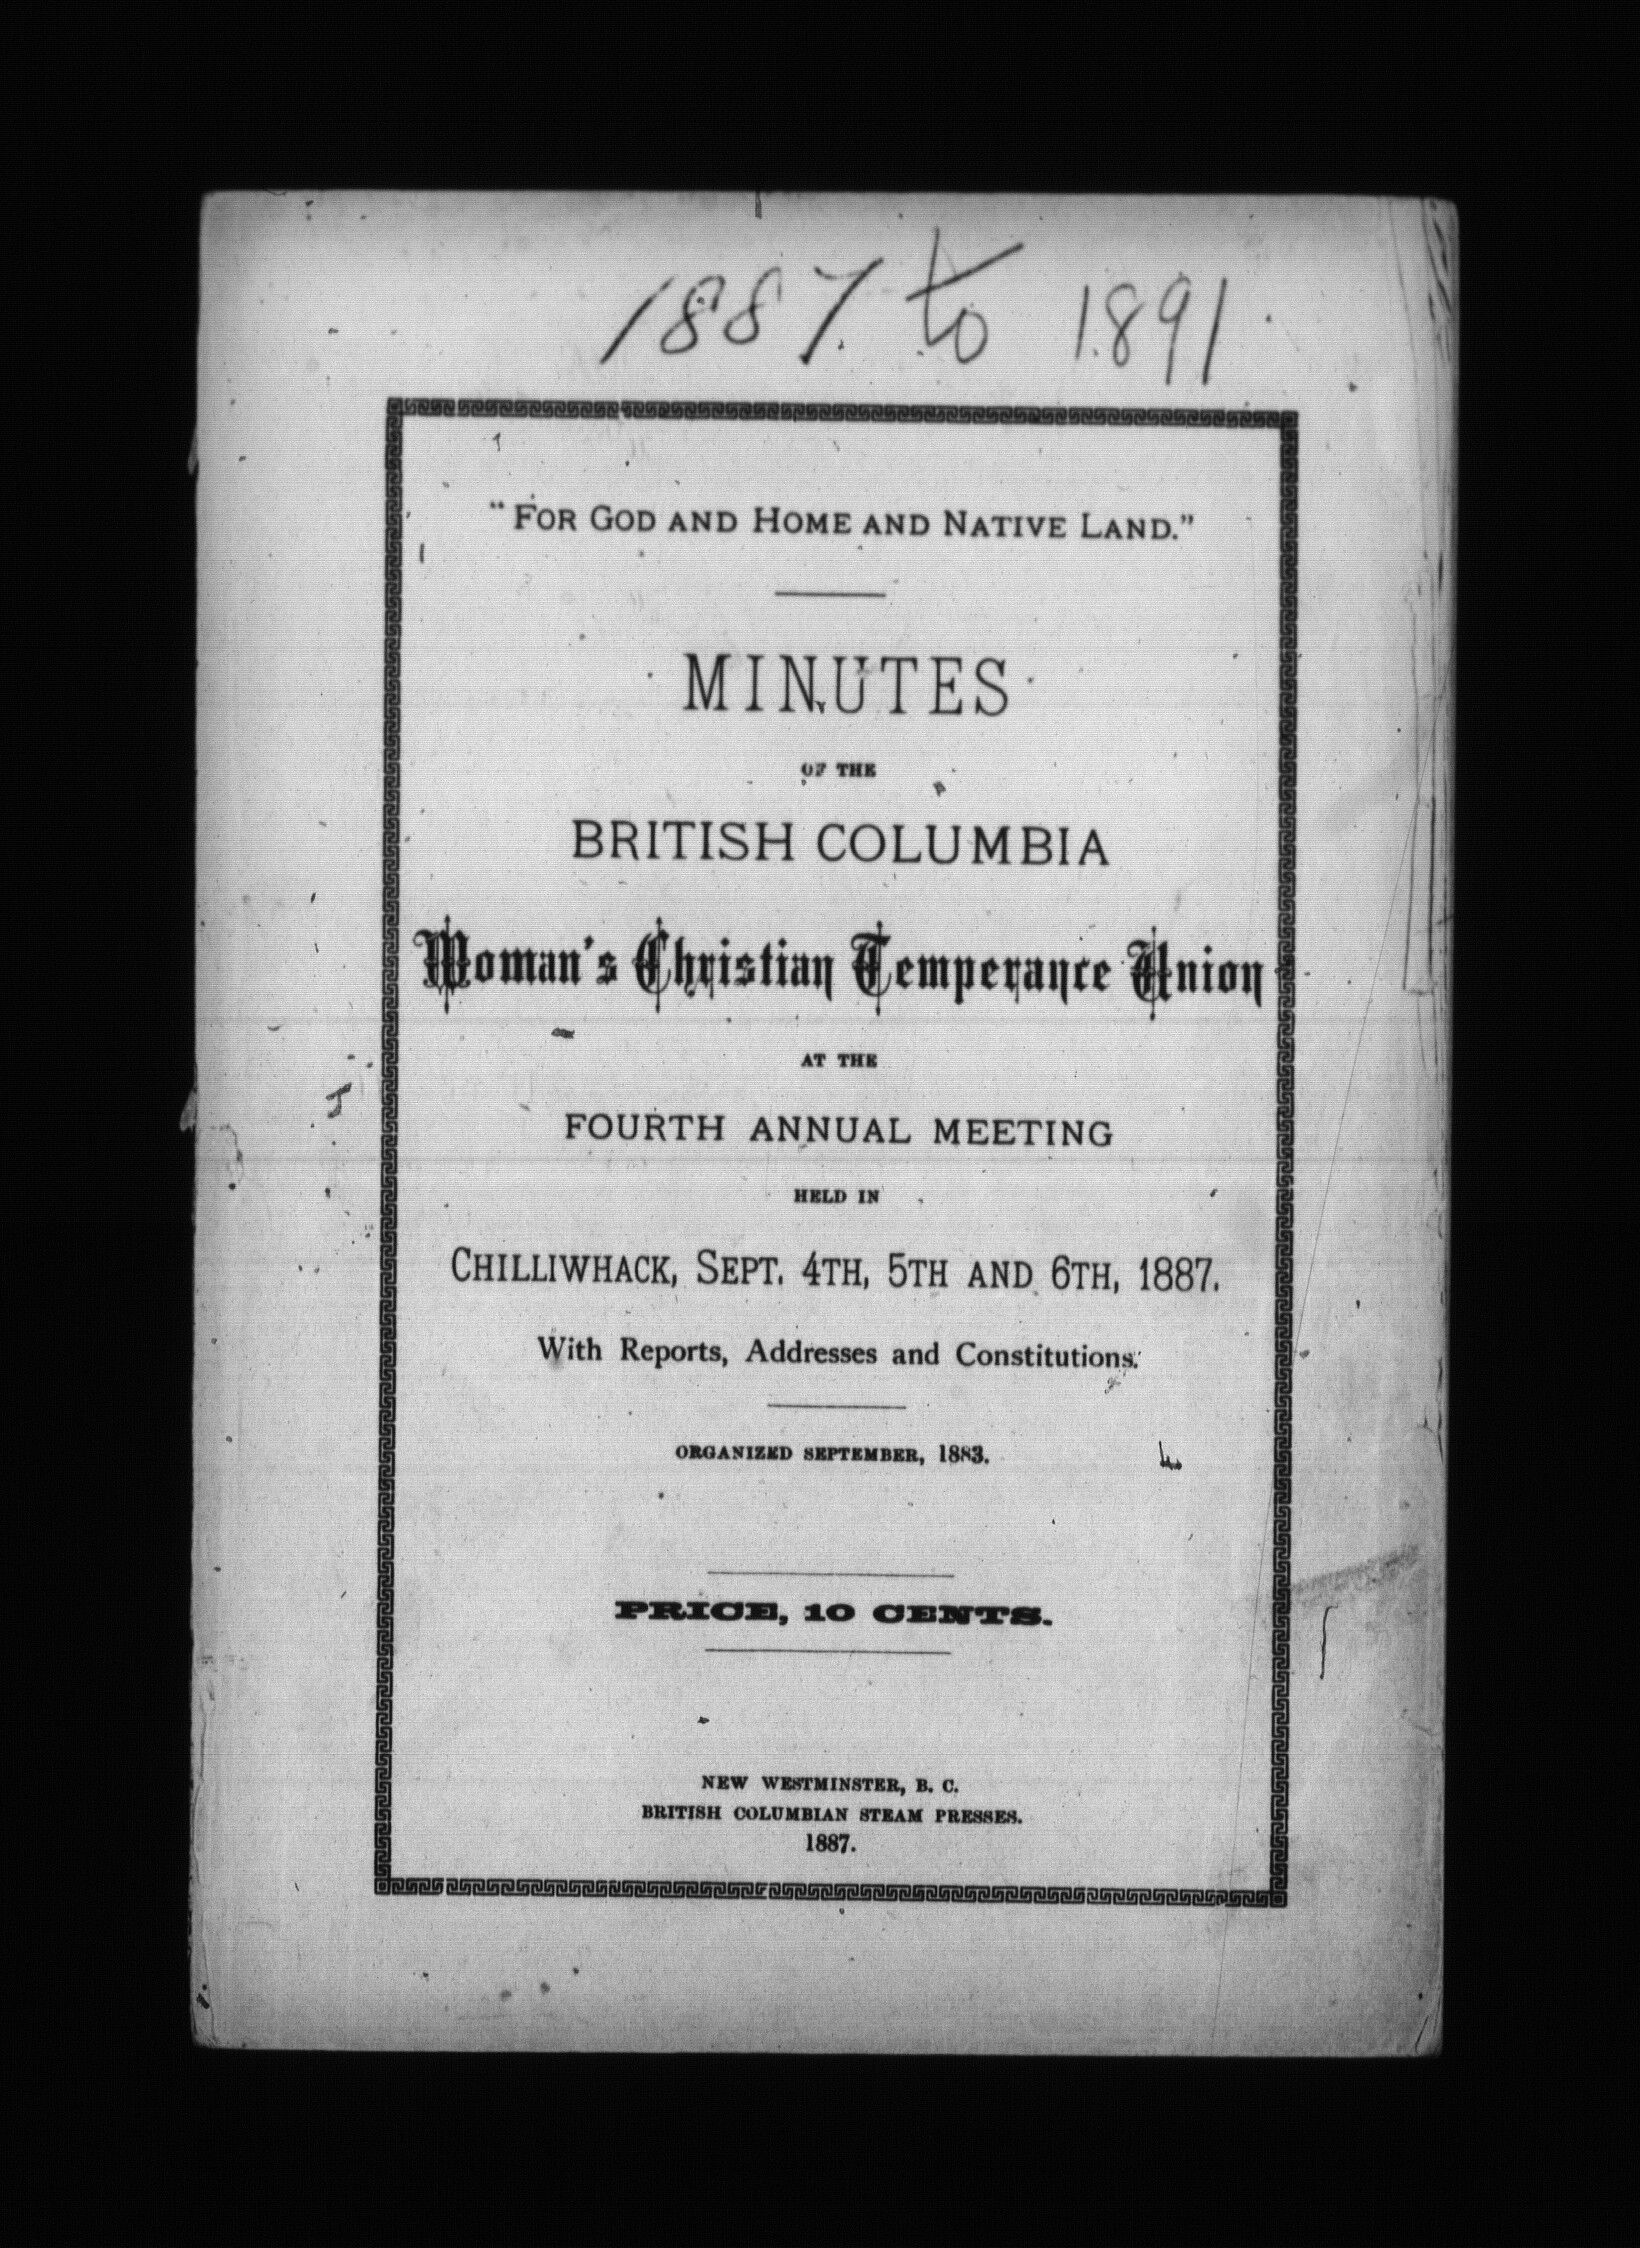 1887 to 1891
“ FOR GOD AND HOME AND NATIVE LAND.”
MINUTES
OF THE
BRITISH COLUMBIA
Woman's Christian Temperance Union
AT THE
FOURTH ANNUAL MEETING
HELD IN
CHILLIWHACK, SEPT. 4TH, 5TH AND 6TH, 1887.
With Reports, Addresses and Constitutions.
ORGANIZED SEPTEMBER, 1883.
PRICE, 10 CENTS.
NEW WESTMINSTER, B. C.
BRITISH COLUMBIAN STEAM PRESSES.
1887.